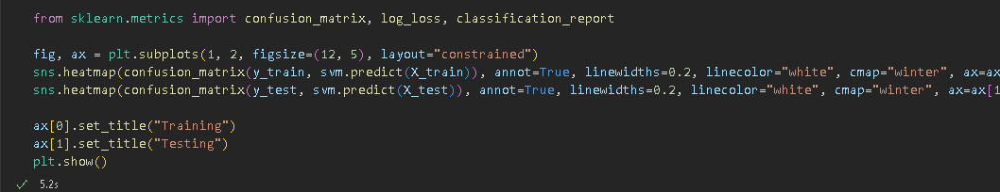 from sklearn.metrics import confusion_matrix, log_loss, classification_report
fig, ax = plt.subplots(1, 2, figsize=(12, 5), layout="constrained")
sns.heatmap(confusion_matrix(y_train, svm.predict(X_train)), annot=True, linewidths=0.2, linecolor="white", cmap="winter", ax=ax
sns.heatmap(confusion_matrix(y_test, svm.predict(X_test)), annot=True, linewidths=0.2, linecolor="white", cmap="winter", ax=ax[1
ax[0].set_title("Training")
ax[1].set_title("Testing")
plt.show()
5.2s